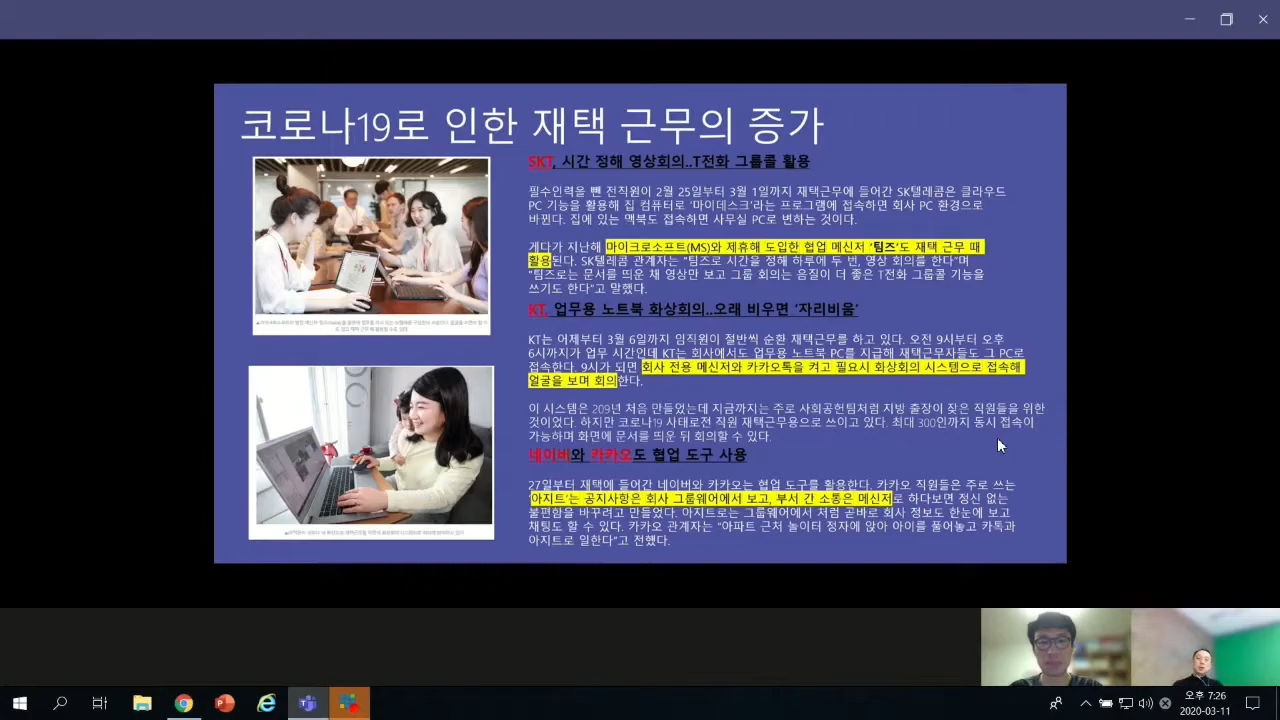 코로나19로 인한 재택 근무의 증가
SKT, 시간 정해 영상회의..T전화 그룹콜 활용
필수인력을 뺀 전직원이 2월 25일부터 3월 1일까지 재택근무에 들어간 SK텔레콤은 클라우드
PC 기능을 활용해 집 컴퓨터로 '마이데스크'라는 프로그램에 접속하면 회사 PC 환경으로
바뀐다. 집에 있는 맥북도 접속하면 사무실 PC로 변하는 것이다.
게다가 지난해 마이크로소프트(MS)와 제휴해 도입한 협업 메신저 '팀즈'도 재택 근무 때
활용된다. SK텔레콤 관계자는 "팀즈로 시간을 정해 하루에 두 번, 영상 회의를 한다"며
"팀즈로는 문서를 띄운 채 영상만 보고 그룹 회의는 음질이 더 좋은 T전화 그룹콜 기능을
쓰기도 한다"고 말했다.
KT, 업무용 노트북 화상회의..오래 비우면 '자리비움'
KT는 어제부터 3월 6일까지 임직원이 절반씩 순환 재택근무를 하고 있다. 오전 9시부터 오후
6시까지가 업무 시간인데 KT는 회사에서도 업무용 노트북 PC를 지급해 재택근무자들도 그 PC로
접속한다. 9시가 되면 회사 전용 메신저와 카카오톡을 켜고 필요시 화상회의 시스템으로 접속해
얼굴을 보며 회의한다.
이 시스템은 209년 처음 만들었는데 지금까지는 주로 사회공헌팀처럼 지방 출장이 잦은 직원들을 위한
것이었다. 하지만 코로나19 사태로전 직원 재택근무용으로 쓰이고 있다. 최대 300인까지 동시 접속이
가능하며 화면에 문서를 띄운 뒤 회의할 수 있다.
네이버와 카카오도 협업 도구 사용
27일부터 재택에 들어간 네이버와 카카오는 협업 도구를 활용한다. 카카오 직원들은 주로 쓰는
'아지트'는 공지사항은 회사 그룹웨어에서 보고, 부서 간 소통은 메신저로 하다보면 정신 없는
불편함을 바꾸려고 만들었다. 아지트로는 그룹웨어에서 처럼 곧바로 회사 정보도 한눈에 보고
채팅도 할 수 있다. 카카오 관계자는 "아파트 근처 놀이터 정자에 앉아 아이를 풀어놓고 카톡과
아지트로 일한다"고 전했다.
오후 7:26
2020-03-11